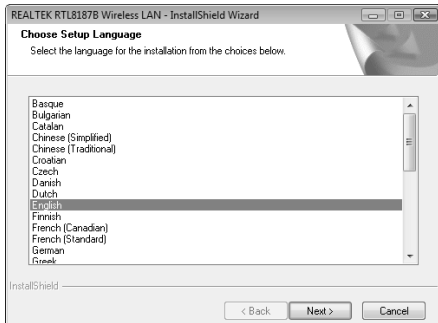 REALTEK RTL8187B Wireless LAN - InstallShield Wizard
Choose Setup Language
Select the language for the installation from the choices below.
Basque
Bulgarian
Catalan
Chinese (Simplified)
Chinese (Traditional)
Croatian
Czech
Danish
Dutch
English
Finnish
French (Canadian)
French (Standard)
German
Greek
InstallShield
< Back
Next >
Cancel